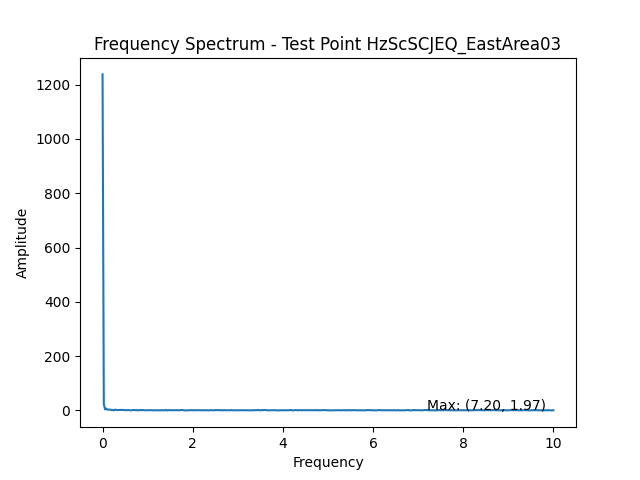 Frequency Spectrum - Test Point HzScSCJEQ_EastArea03
1200
1000
800
600
400
200
0
Amplitude
Max: (7.20, 1.97)
0 2 4 6 8 10
Frequency